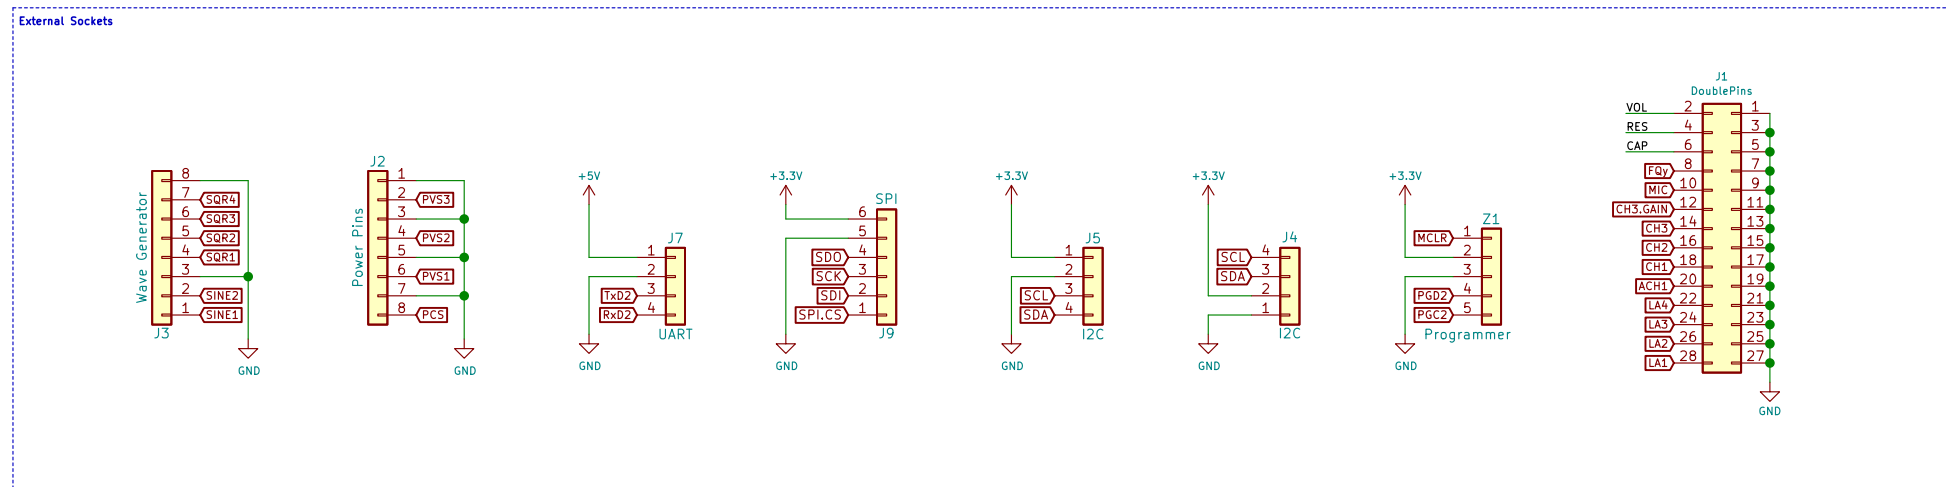 External Sockets
J3
Wave Generator
8
7 SQR4
6 SQR3
5 SQR2
4 SQR1
3
2 SINE2
1 SINE1
GND
J2
Power Pins
1
2 PVS3
3
4 PVS2
5
6 PVS1
7
8 PCS
GND
+5V
J7
1
2
TxD2 3
RxD2 4
UART
GND
+3.3V
SPI
6
5
SDO 4
SCK 3
SDI 2
SPI.CS 1
J9
GND
+3.3V
J5
1
2
SCL 3
SDA 4
I2C
GND
+3.3V
J4
SCL 4
SDA 3
2
1
I2C
GND
+3.3V
Z1
MCLR 1
2
3
PGD2 4
PGC2 5
Programmer
GND
J1
DoublePins
VOL 2 1
RES 4 3
CAP 6 5
FQy 8 7
MIC 10 9
CH3.GAIN 12 11
CH3 14 13
CH2 16 15
CH1 18 17
ACH1 20 19
LA4 22 21
LA3 24 23
LA2 26 25
LA1 28 27
GND